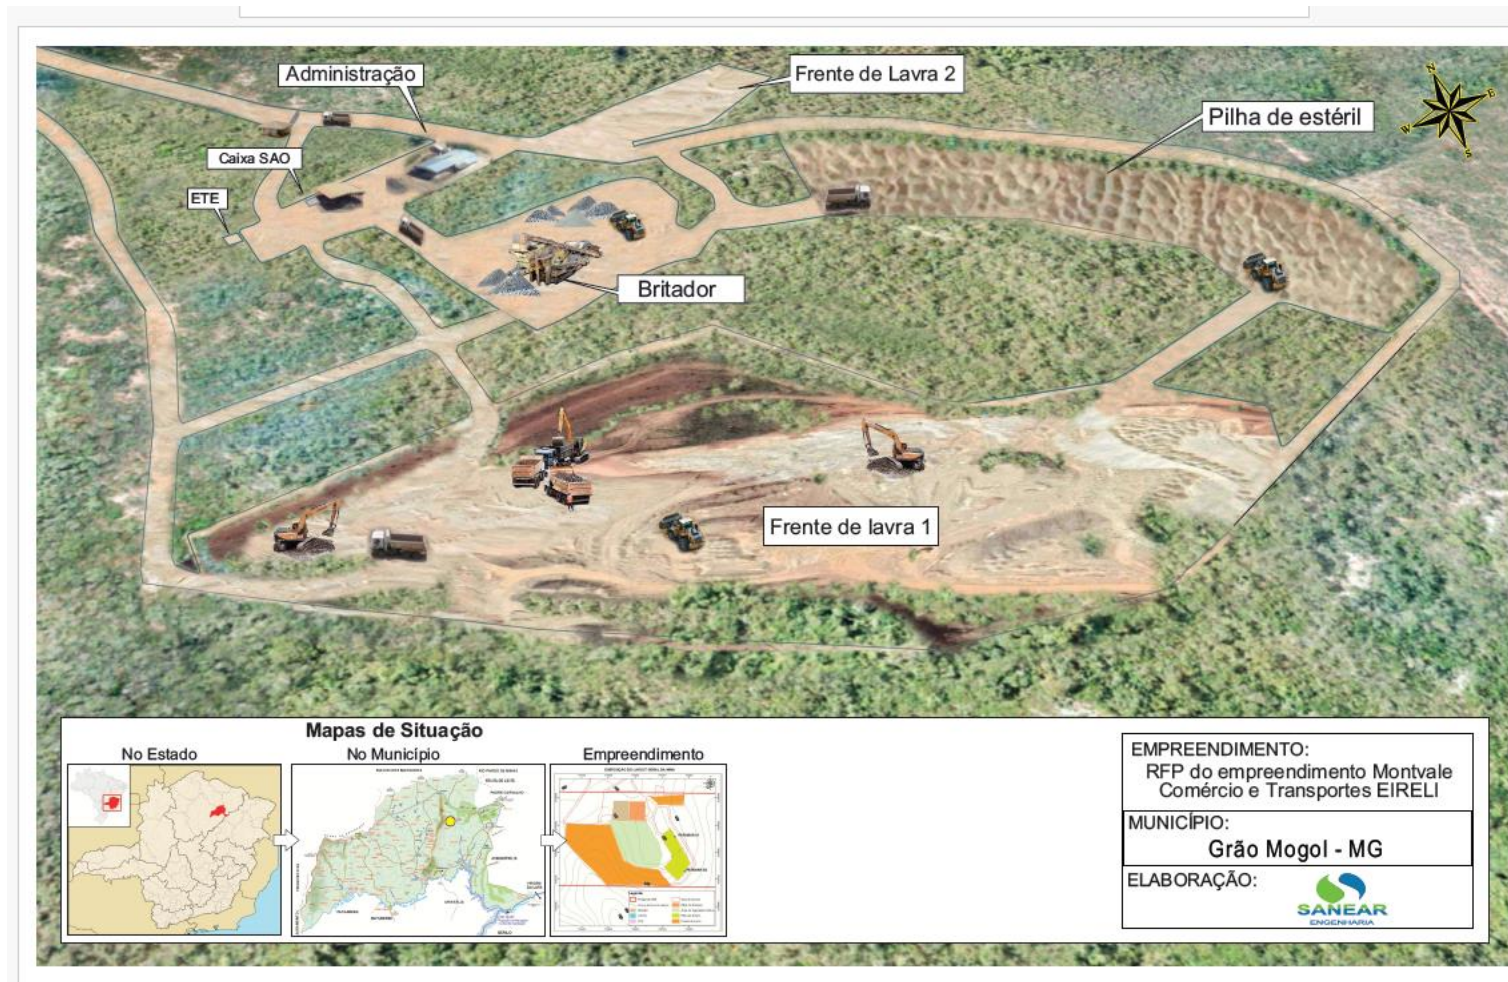 Administração
Frente de Lavra 2
Pilha de estéril
N
E
W
S
Caixa SAO
ETE
Britador
Frente de lavra 1
Mapas de Situação
No Estado
No Município
Empreendimento
EMPREENDIMENTO:
RFP do empreendimento Montvale
Comércio e Transportes EIRELI
MUNICÍPIO:
Grão Mogol - MG
ELABORAÇÃO:
SANEAR
ENGENHARIA